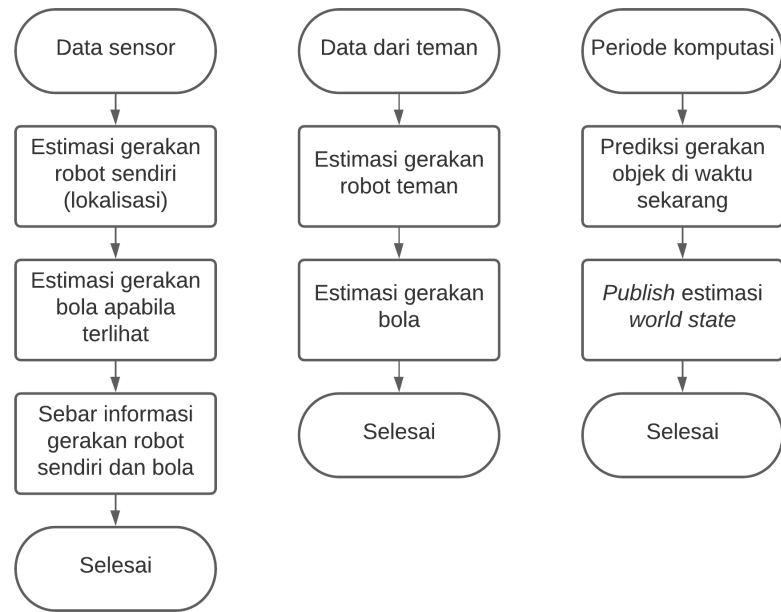 Data sensor
Estimasi gerakan
robot sendiri
(lokalisasi)
Estimasi gerakan
bola apabila
terlihat
Sebar informasi
gerakan robot
sendiri dan bola
Selesai
Data dari teman
Estimasi gerakan
robot teman
Estimasi gerakan
bola
Selesai
Periode komputasi
Prediksi gerakan
objek di waktu
sekarang
Publish estimasi
world state
Selesai